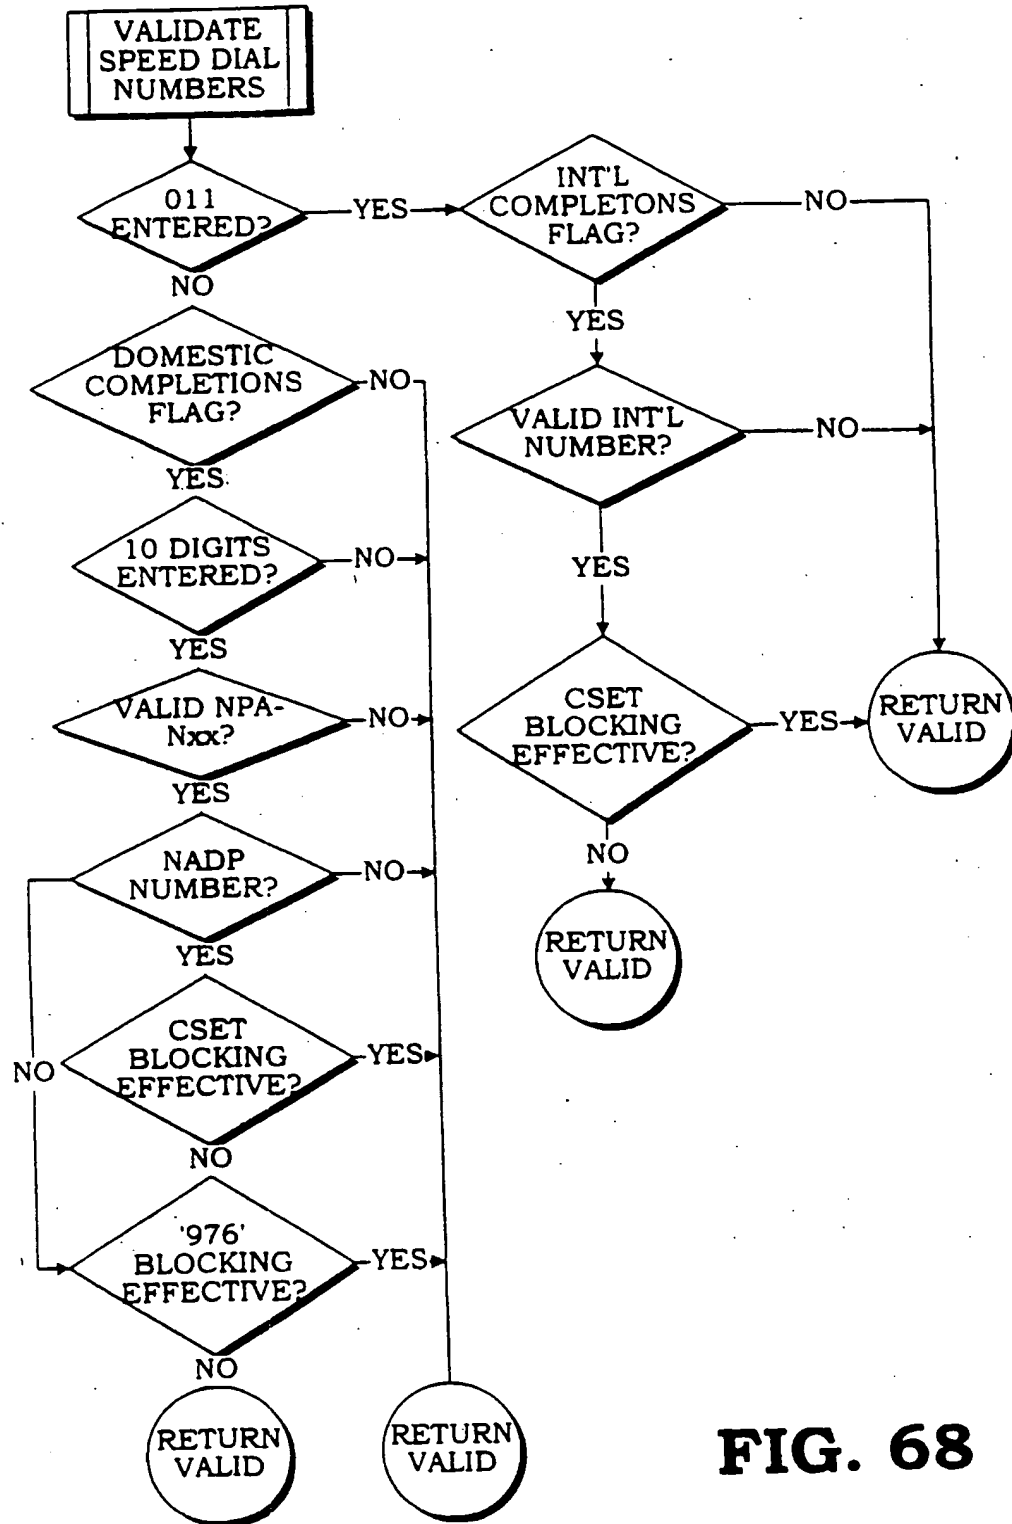 VALIDATE
SPEED DIAL
NUMBERS
011
ENTERED?
YES
INT'L
COMPLETONS
FLAG?
NO
NO
YES
DOMESTIC
COMPLETIONS
FLAG?
NO
VALID INT'L
NUMBER?
NO
YES
10 DIGITS
ENTERED?
NO
YES
YES
VALID NPA-
Nxx?
NO
CSET
BLOCKING
EFFECTIVE?
YES
RETURN
VALID
YES
NADP
NUMBER?
NO
NO
RETURN
VALID
YES
CSET
BLOCKING
EFFECTIVE?
YES
NO
NO
'976'
BLOCKING
EFFECTIVE?
YES
NO
RETURN
VALID
RETURN
VALID
FIG. 68